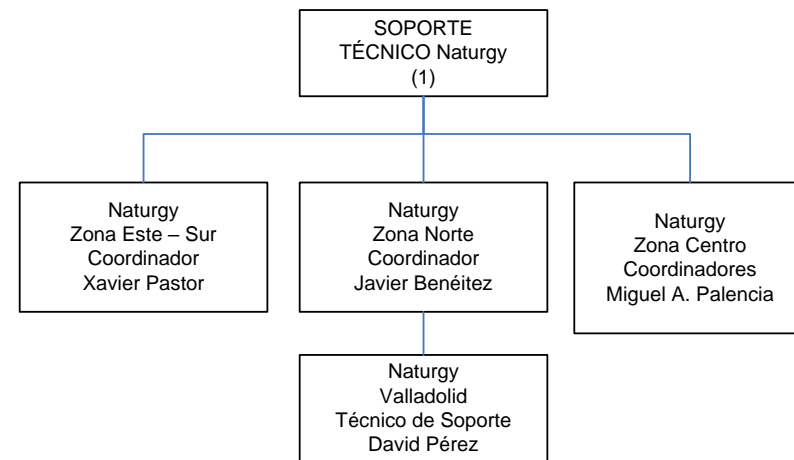 SOPORTE
TÉCNICO Naturgy
(1)
Naturgy
Zona Este – Sur
Coordinador
Xavier Pastor
Naturgy
Zona Norte
Coordinador
Javier Benéitez
Naturgy
Zona Centro
Coordinadores
Miguel A. Palencia
Naturgy
Valladolid
Técnico de Soporte
David Pérez